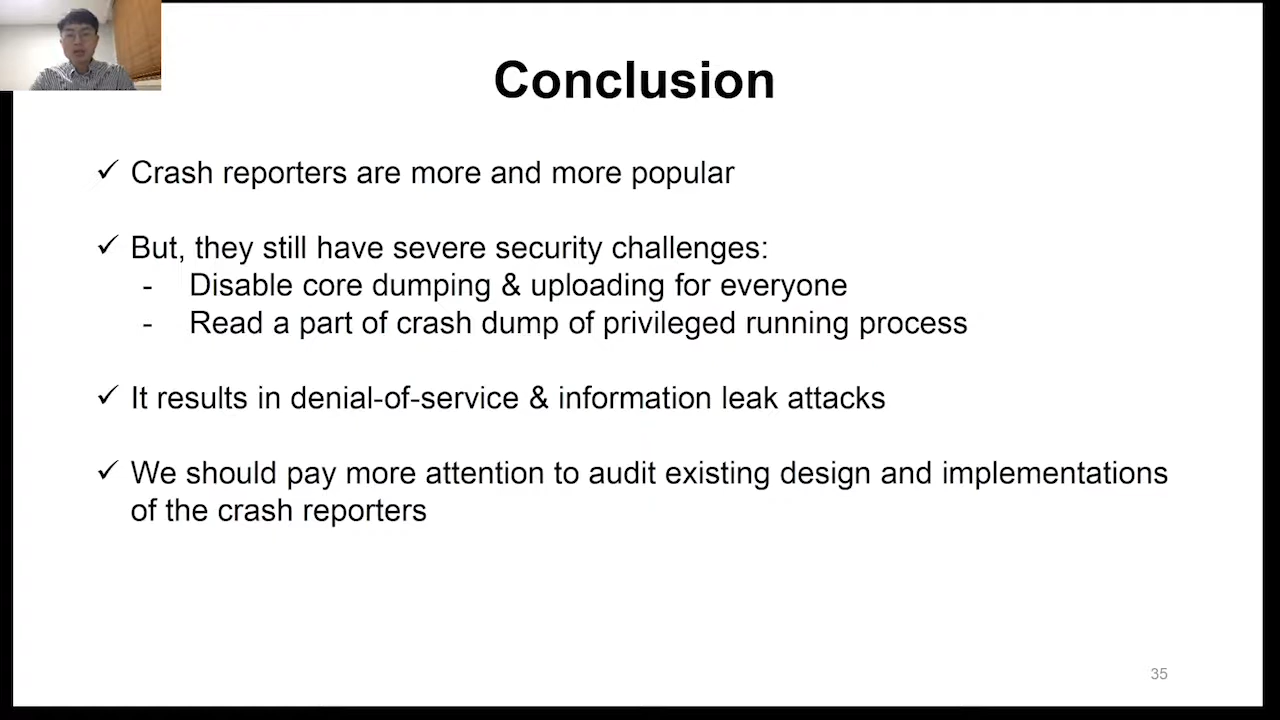 Conclusion
✓ Crash reporters are more and more popular
✓ But, they still have severe security challenges:
- Disable core dumping & uploading for everyone
- Read a part of crash dump of privileged running process
✓ It results in denial-of-service & information leak attacks
✓ We should pay more attention to audit existing design and implementations
of the crash reporters
35